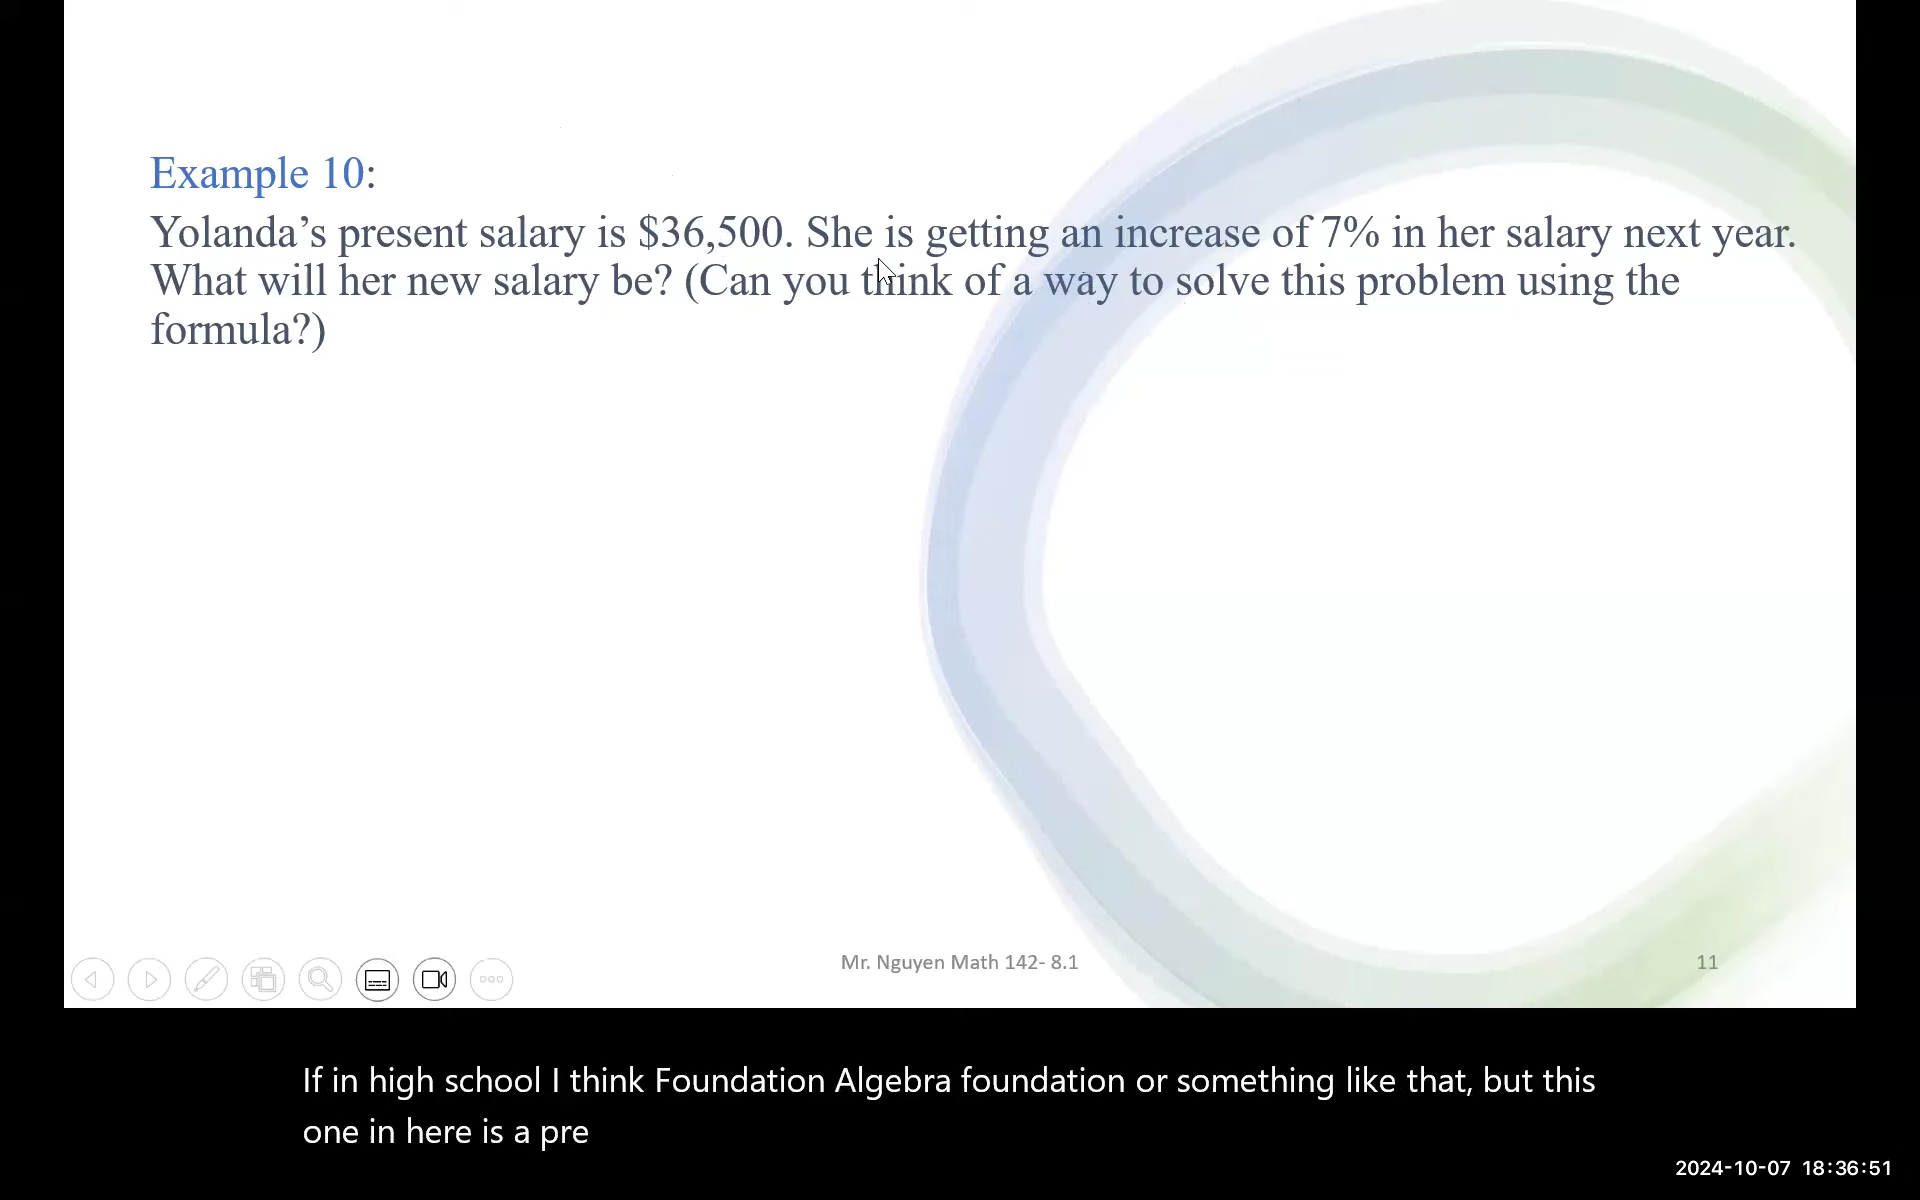 Example 10:
Yolanda’s present salary is $36,500. She is getting an increase of 7% in her salary next year.
What will her new salary be? (Can you think of a way to solve this problem using the
formula?)
Mr. Nguyen Math 142- 8.1
11
If in high school I think Foundation Algebra foundation or something like that, but this
one in here is a pre
2024-10-07 18:36:51